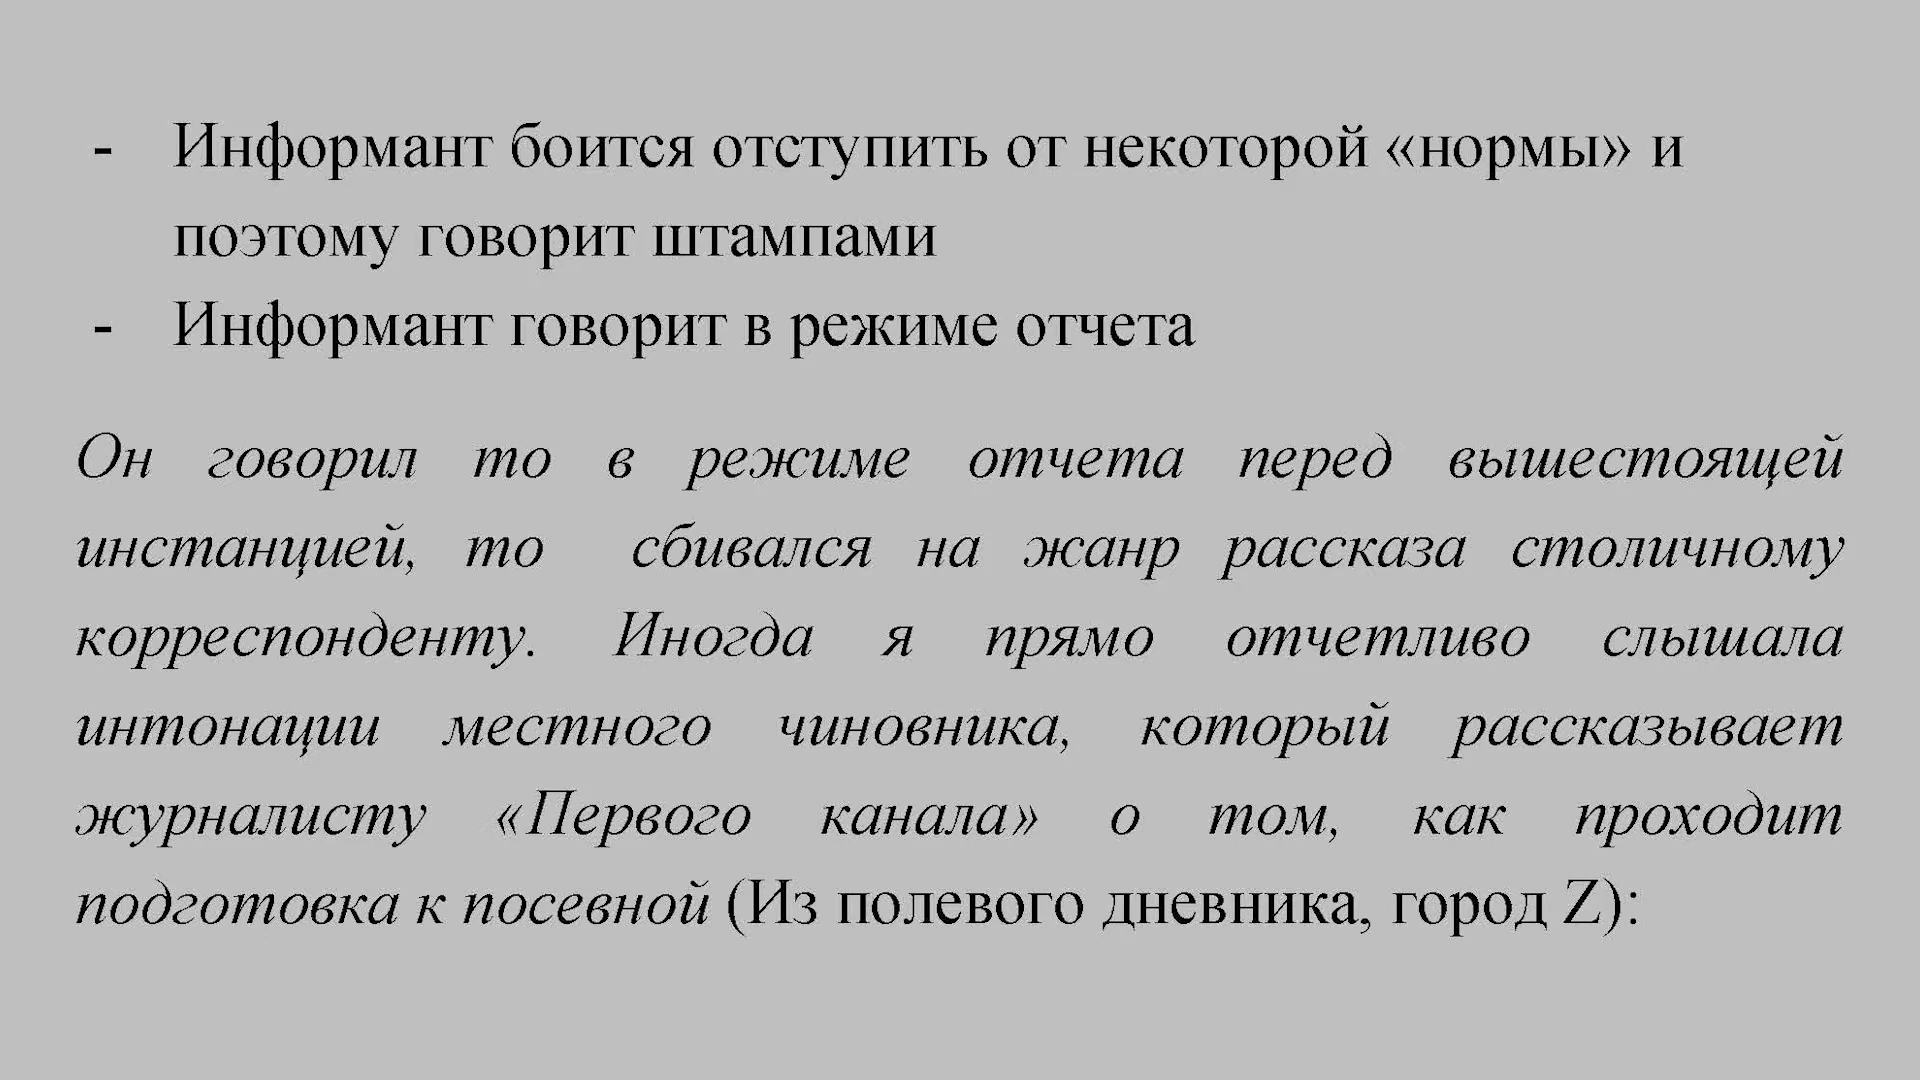 - Информант боится отступить от некоторой «нормы» и
поэтому говорит штампами
- Информант говорит в режиме отчета
Он говорил то в режиме отчета перед вышестоящей
инстанцией, то сбивался на жанр рассказа столичному
корреспонденту. Иногда я прямо отчетливо слышала
интонации местного чиновника, который рассказывает
журналисту «Первого канала» о том, как проходит
подготовка к посевной (Из полевого дневника, город Z):